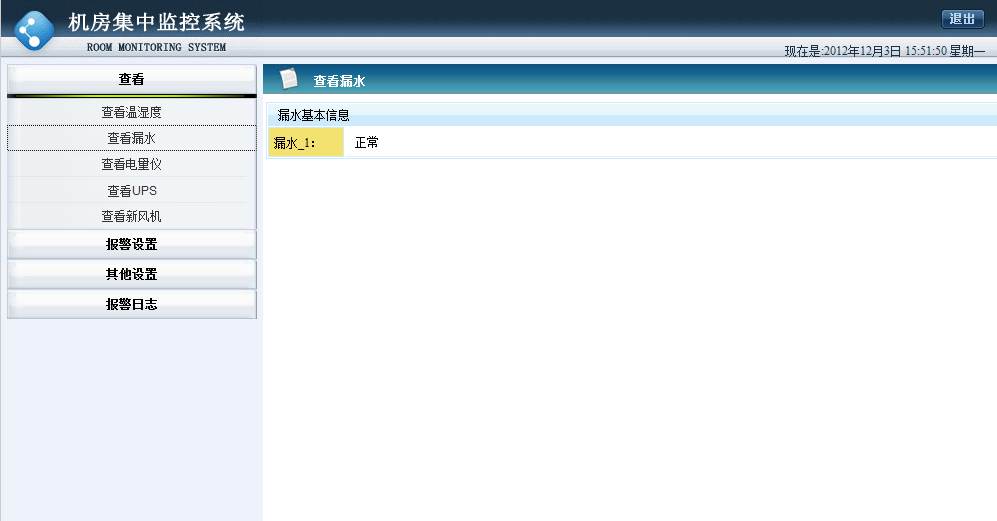 机房集中监控系统
ROOM MONITORING SYSTEM
退出
现在是:2012年12月3日 15:51:50 星期一
查看
查看温湿度
查看漏水
查看电量仪
查看UPS
查看新风机
报警设置
其他设置
报警日志
查看漏水
漏水基本信息
漏水_1: 正常